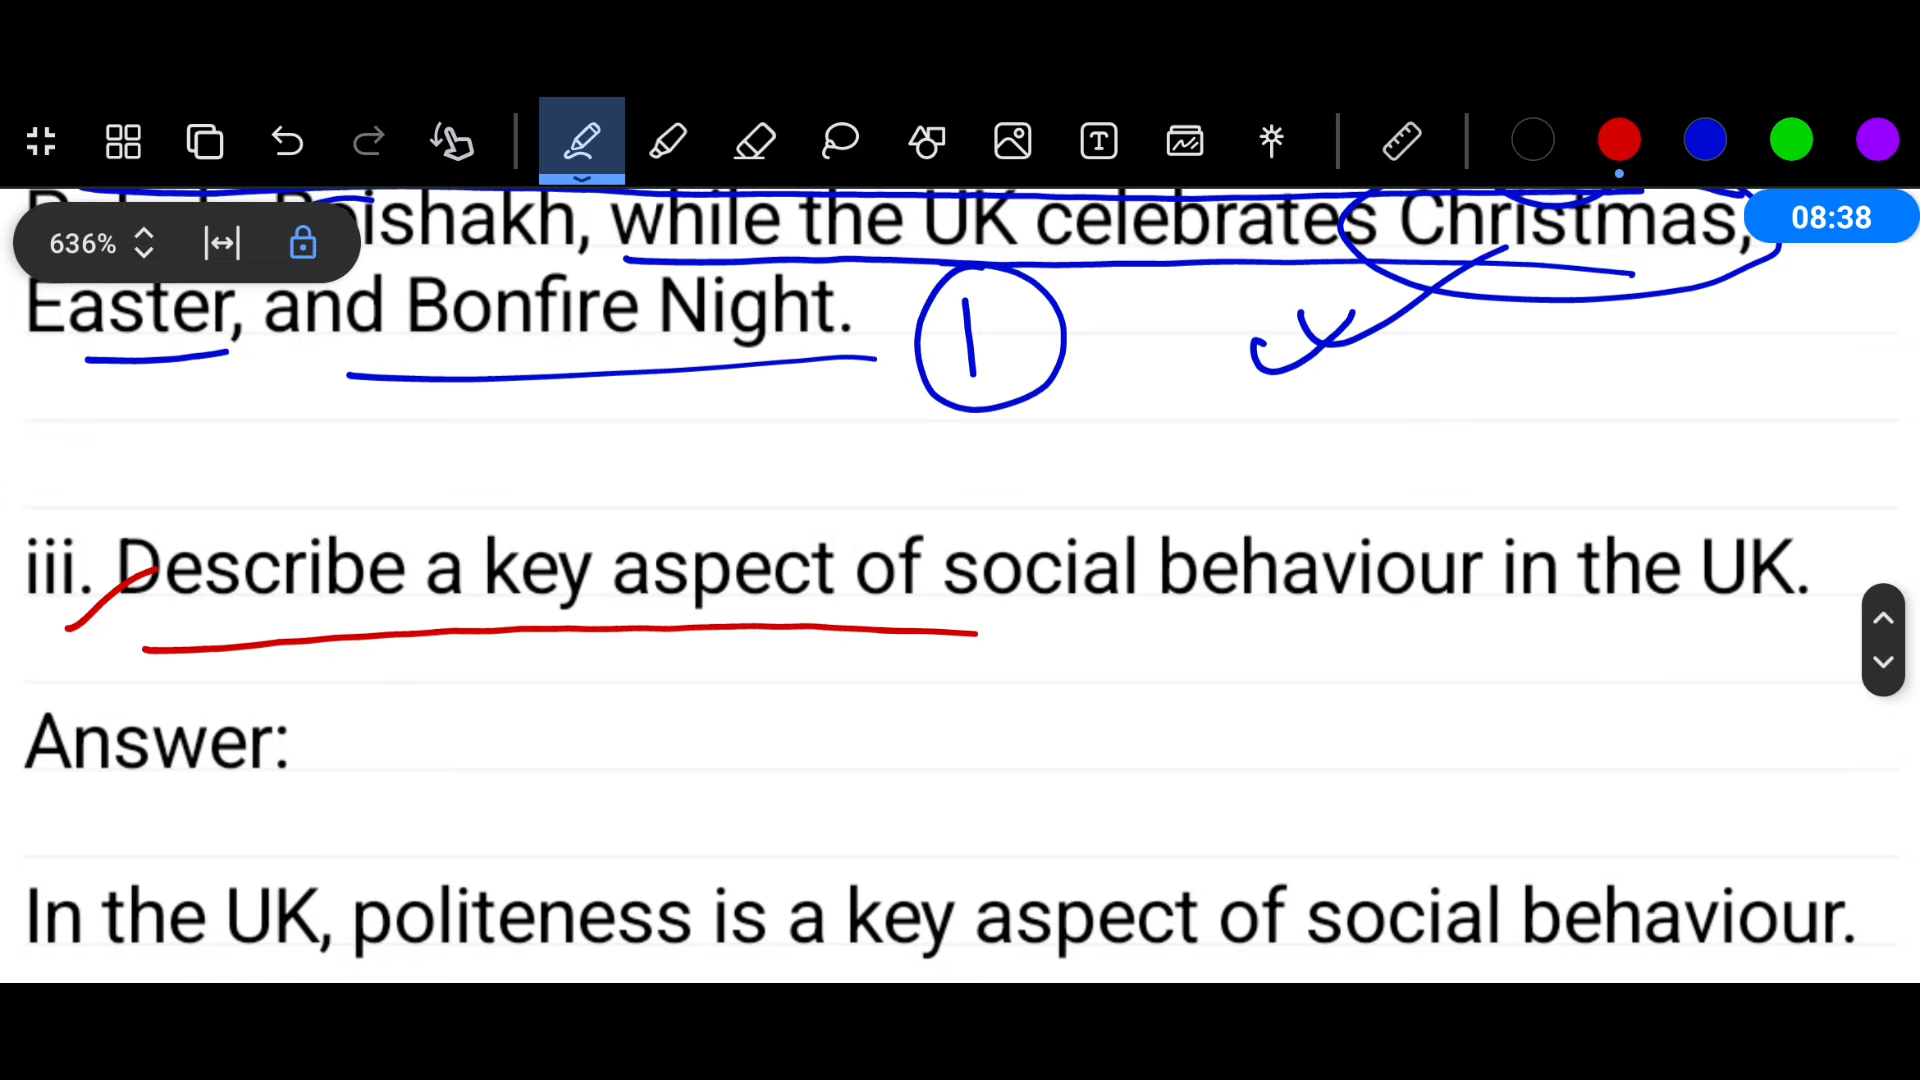 08:38
636%
ishakh, while the UK celebrates Christmas,
Easter, and Bonfire Night.
1
iii. Describe a key aspect of social behaviour in the UK.
Answer:
In the UK, politeness is a key aspect of social behaviour.